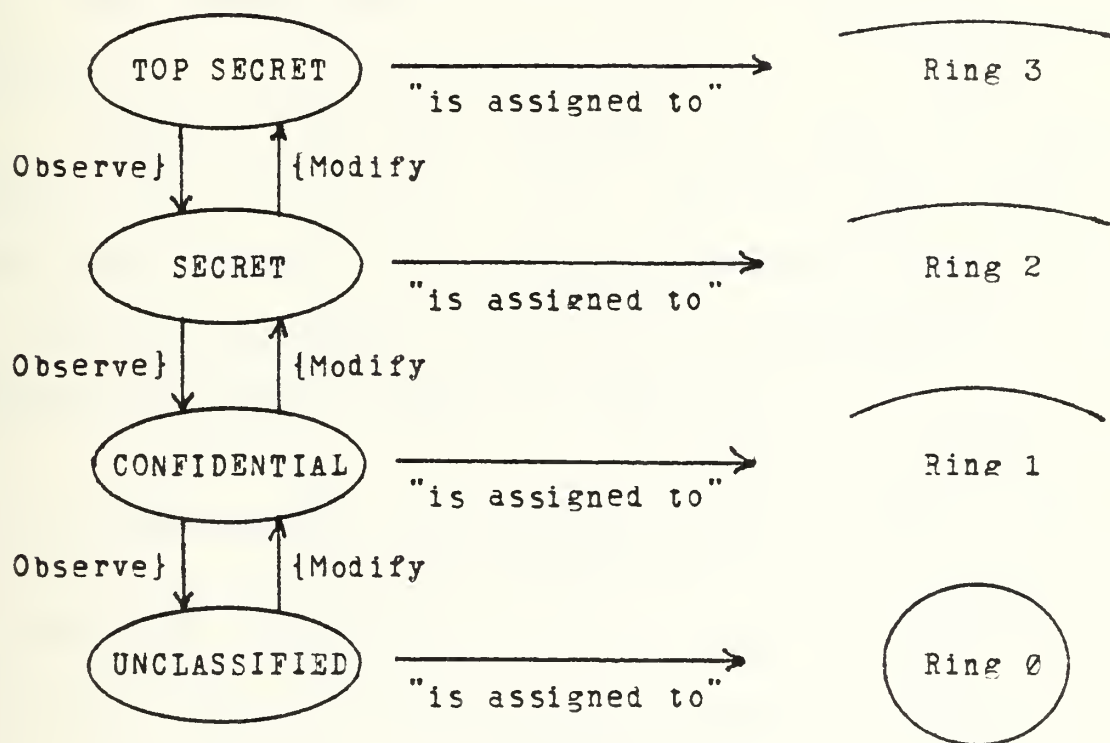 TOP SECRET
"is assigned to"
Ring 3
Observe}
{Modify
SECRET
"is assigned to"
Ring 2
Observe}
{Modify
CONFIDENTIAL
"is assigned to"
Ring 1
Observe}
{Modify
UNCLASSIFIED
"is assigned to"
Ring 0